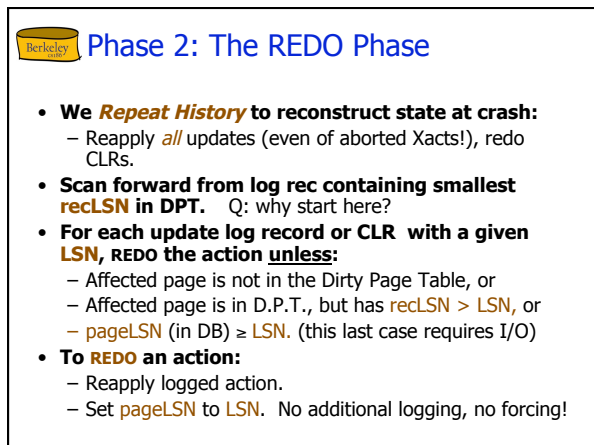 Berkeley
cs186
Phase 2: The REDO Phase
• We Repeat History to reconstruct state at crash:
– Reapply all updates (even of aborted Xacts!), redo
CLRs.
• Scan forward from log rec containing smallest
recLSN in DPT. Q: why start here?
• For each update log record or CLR with a given
LSN, REDO the action unless:
– Affected page is not in the Dirty Page Table, or
– Affected page is in D.P.T., but has recLSN > LSN, or
– pageLSN (in DB) ≥ LSN. (this last case requires I/O)
• To REDO an action:
– Reapply logged action.
– Set pageLSN to LSN. No additional logging, no forcing!